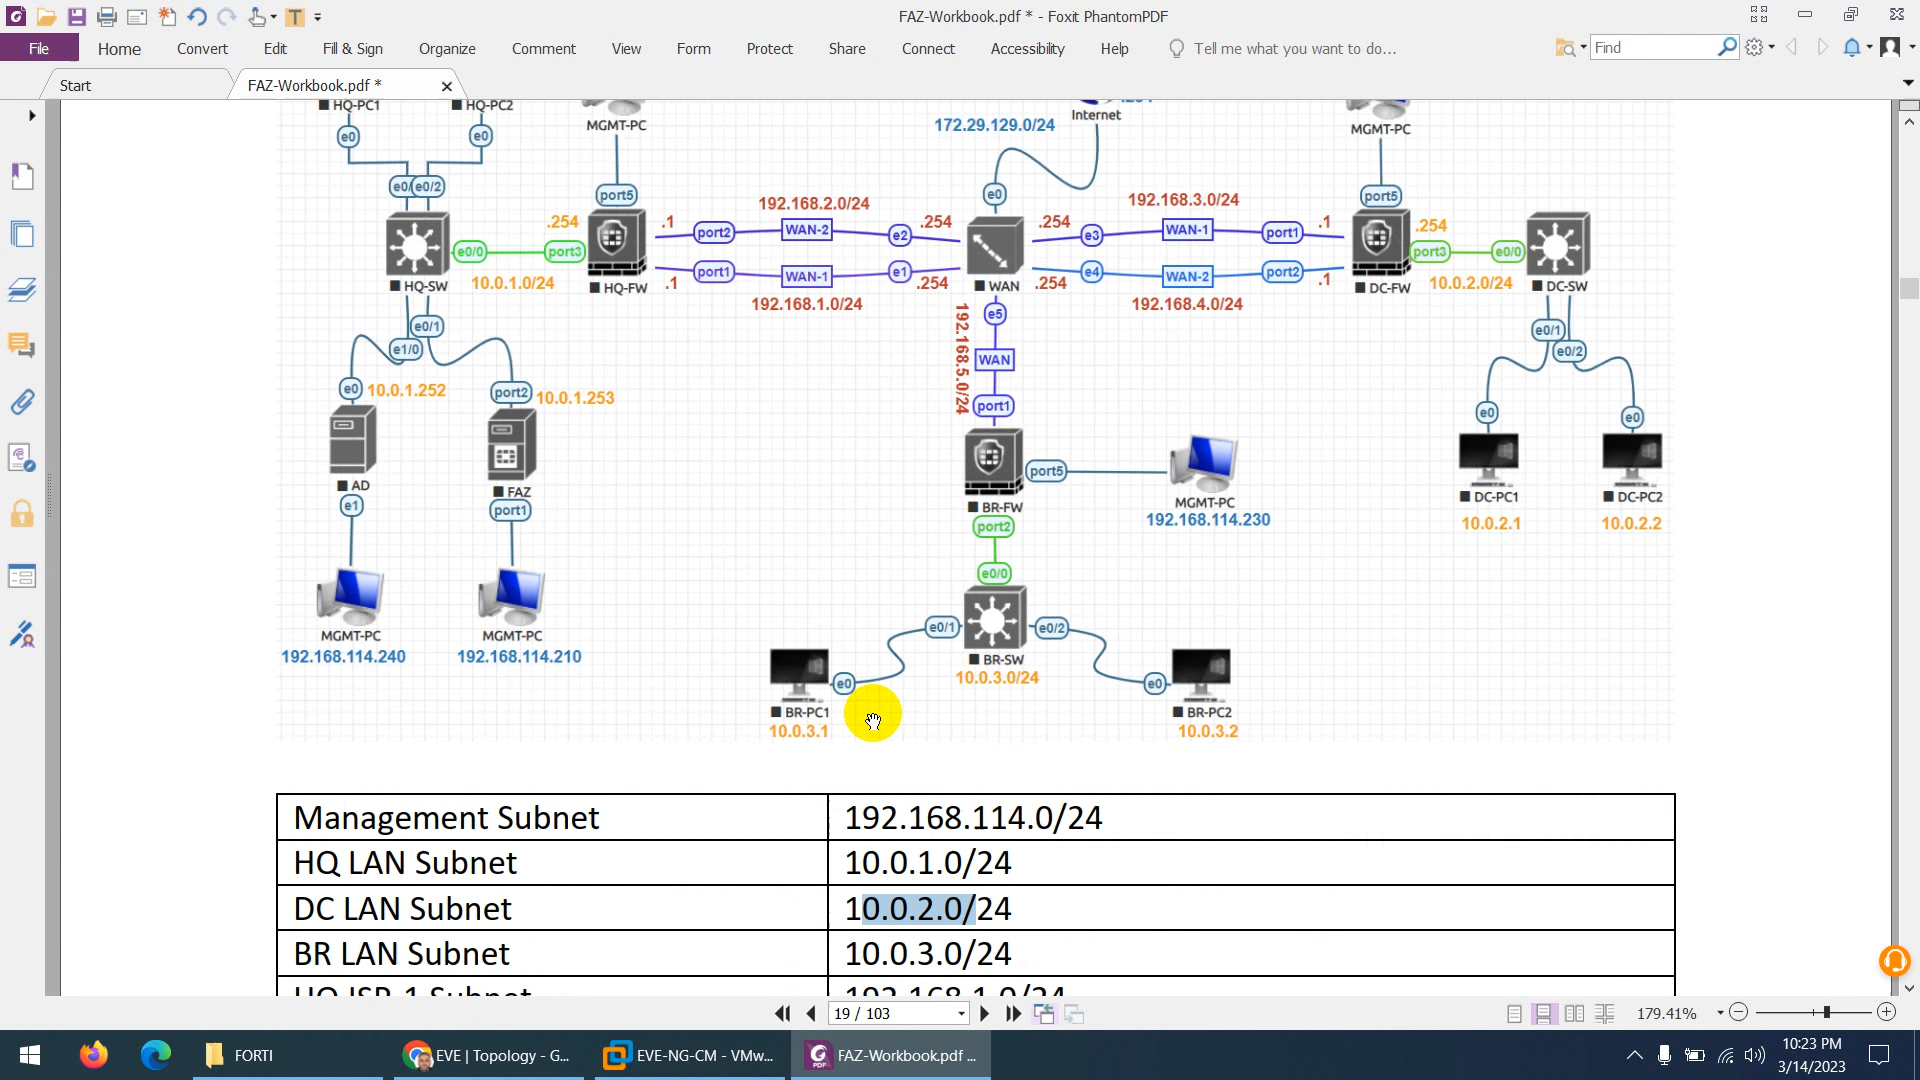 FAZ-Workbook.pdf * - Foxit PhantomPDF
File
Home
Convert
Edit
Fill & Sign
Organize
Comment
View
Form
Protect
Share
Connect
Accessibility
Help
Tell me what you want to do...
Find
Start
FAZ-Workbook.pdf *
HQ-PC1
HQ-PC2
MGMT-PC
172.29.129.0/24
Internet
MGMT-PC
e0
e0
e0/2
port5
e0
port5
.254
.1
port2
192.168.2.0/24
WAN-2
e2
.254
.254
e3
192.168.3.0/24
WAN-1
port1
.1
.254
e0/0
port3
port3
e0/0
HQ-SW
10.0.1.0/24
HQ-FW
.1
port1
WAN-1
192.168.1.0/24
e1
.254
WAN
.254
e4
WAN-2
192.168.4.0/24
port2
.1
DC-FW
10.0.2.0/24
DC-SW
e0/1
e1/0
192.168.5.0/24
e5
WAN
port1
e0/1
e0/2
e0
10.0.1.252
port2
10.0.1.253
e0
e0
AD
FAZ
BR-FW
port5
MGMT-PC
192.168.114.230
DC-PC1
DC-PC2
10.0.2.1
10.0.2.2
e1
port1
port2
e0/0
MGMT-PC
MGMT-PC
192.168.114.240
192.168.114.210
e0/1
e0/2
BR-SW
10.0.3.0/24
e0
e0
BR-PC1
BR-PC2
10.0.3.1
10.0.3.2
Management Subnet 192.168.114.0/24
HQ LAN Subnet 10.0.1.0/24
DC LAN Subnet 10.0.2.0/24
BR LAN Subnet 10.0.3.0/24
HQ ISP-1 Subnet 192.168.1.0/24
19 / 103
179.41%
FORTI
EVE | Topology - G...
EVE-NG-CM - VMw...
FAZ-Workbook.pdf ...
10:23 PM
3/14/2023